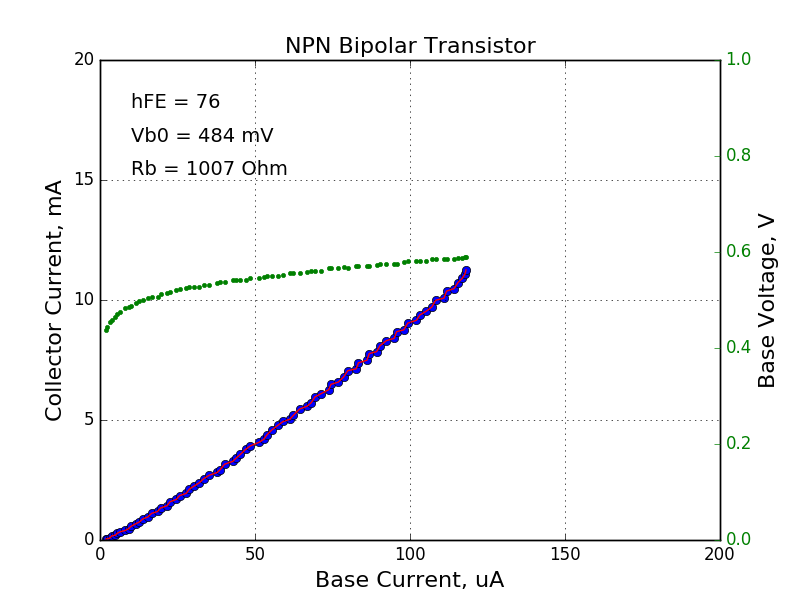 NPN Bipolar Transistor
hFE = 76
Vb0 = 484 mV
Rb = 1007 Ohm
Collector Current, mA
20
15
10
5
0
Base Voltage, V
1.0
0.8
0.6
0.4
0.2
0.0
0 50 100 150 200
Base Current, uA